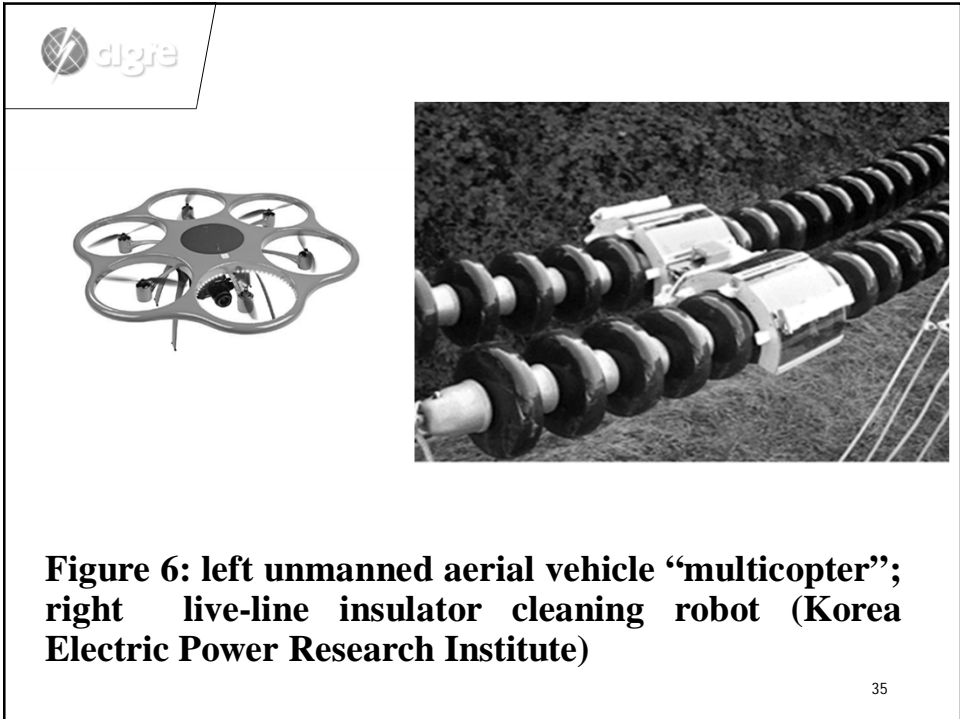 cigre
Figure 6: left unmanned aerial vehicle “multicopter”;
right live-line insulator cleaning robot (Korea
Electric Power Research Institute)
35